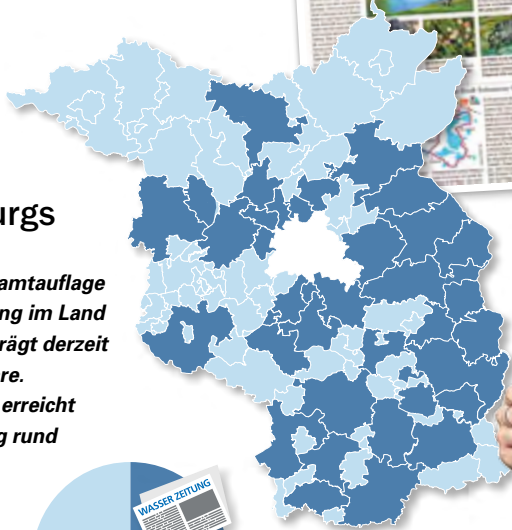 urgs
amtauflage
ng im Land
rägt derzeit
re.
erreicht
g rund
WASSER ZEITUNG